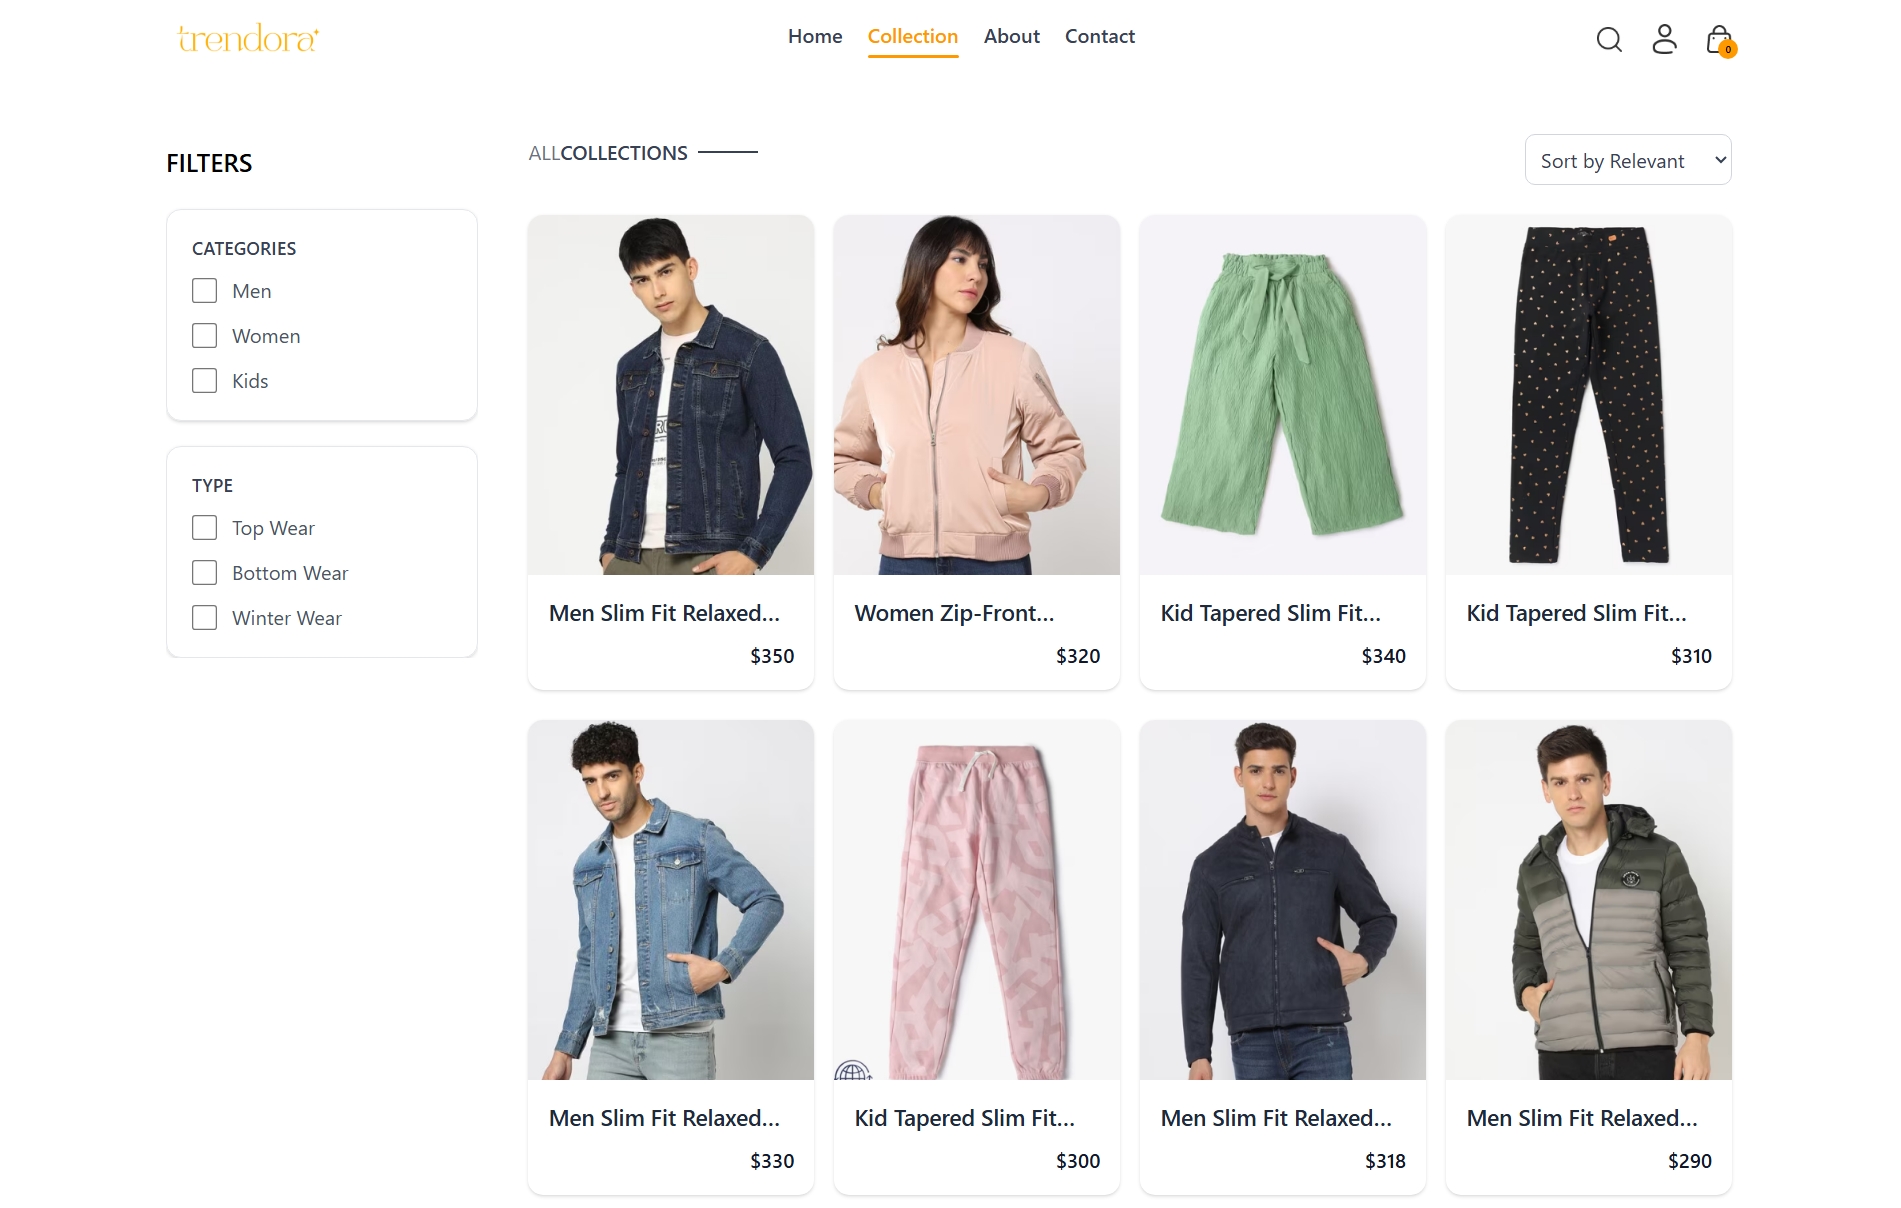 trendora
Home Collection About Contact
0
FILTERS
CATEGORIES
Men
Women
Kids
TYPE
Top Wear
Bottom Wear
Winter Wear
ALLCOLLECTIONS
Sort by Relevant
Men Slim Fit Relaxed...
$350
Women Zip-Front...
$320
Kid Tapered Slim Fit...
$340
Kid Tapered Slim Fit...
$310
Men Slim Fit Relaxed...
$330
Kid Tapered Slim Fit...
$300
Men Slim Fit Relaxed...
$318
Men Slim Fit Relaxed...
$290